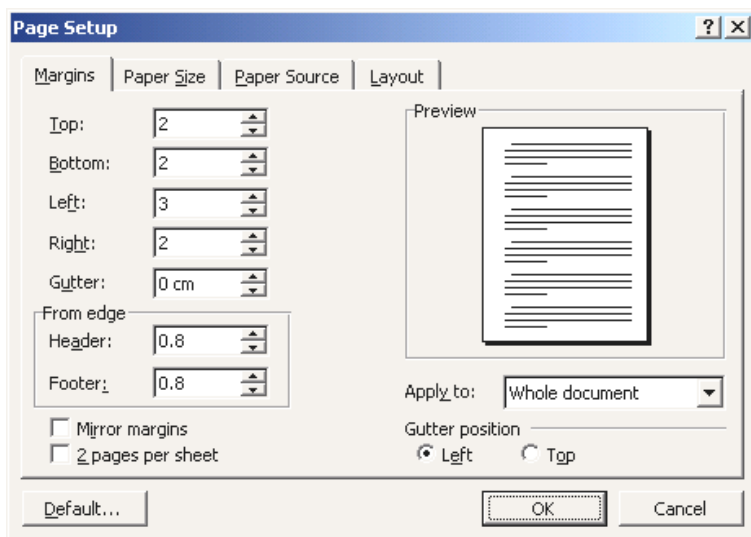 Page Setup
Margins Paper Size Paper Source Layout
Top: 2
Bottom: 2
Left: 3
Right: 2
Gutter: 0 cm
From edge
Header: 0.8
Footer: 0.8
Mirror margins
2 pages per sheet
Preview
Apply to: Whole document
Gutter position
Left Top
Default... OK Cancel